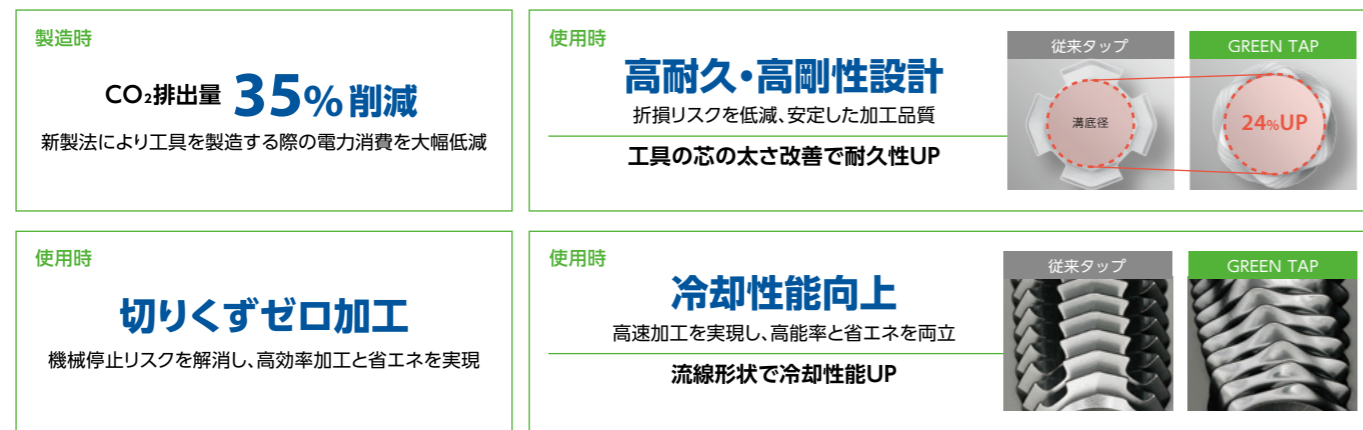 製造時
CO₂排出量 35%削減
新製法により工具を製造する際の電力消費を大幅低減
使用時
高耐久・高剛性設計
折損リスクを低減、安定した加工品質
工具の芯の太さ改善で耐久性UP
従来タップ
溝底径
GREEN TAP
24%UP
使用時
切りくずゼロ加工
機械停止リスクを解消し、高効率加工と省エネを実現
使用時
冷却性能向上
高速加工を実現し、高能率と省エネを両立
流線形状で冷却性能UP
従来タップ
GREEN TAP